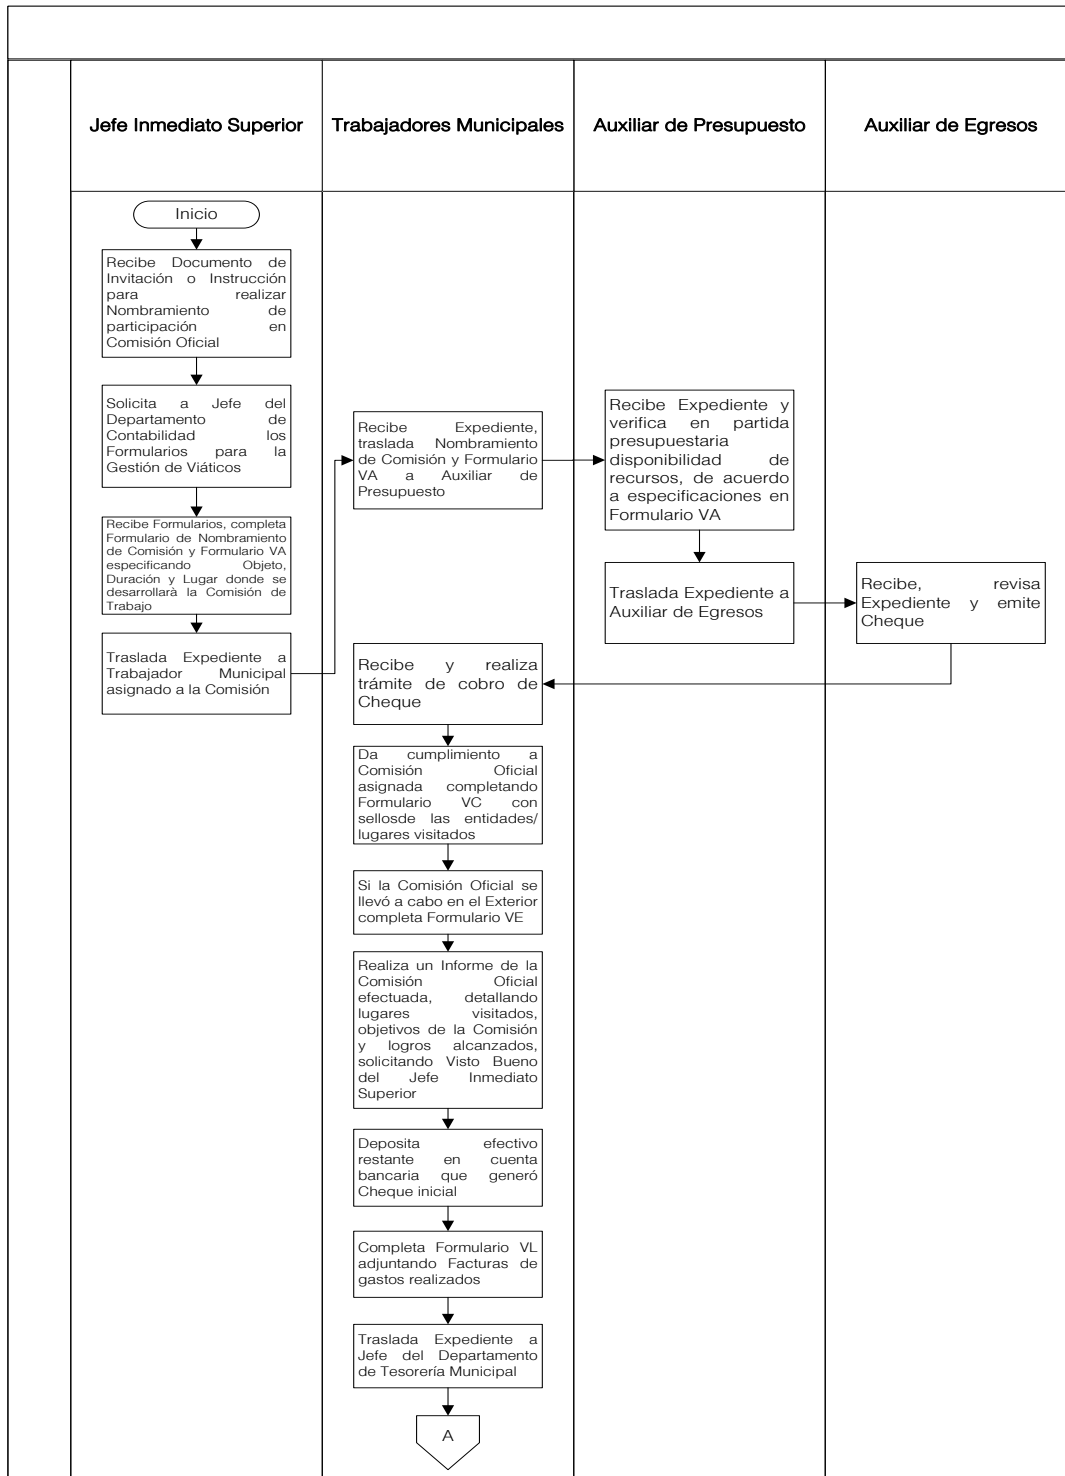 Jefe Inmediato Superior
Trabajadores Municipales
Auxiliar de Presupuesto
Auxiliar de Egresos
Inicio
Recibe Documento de
Invitación o Instrucción
para realizar
Nombramiento de
participación en
Comisión Oficial
Solicita a Jefe del
Departamento de
Contabilidad los
Formularios para la
Gestión de Viáticos
Recibe Formularios, completa
Formulario de Nombramiento
de Comisión y Formulario VA
especificando Objeto,
Duración y Lugar donde se
desarrollarà la Comisión de
Trabajo
Traslada Expediente a
Trabajador Municipal
asignado a la Comisión
Recibe Expediente,
traslada Nombramiento
de Comisión y Formulario
VA a Auxiliar de
Presupuesto
Recibe Expediente y
verifica en partida
presupuestaria
disponibilidad de
recursos, de acuerdo
a especificaciones en
Formulario VA
Traslada Expediente a
Auxiliar de Egresos
Recibe, revisa
Expediente y emite
Cheque
Recibe y realiza
trámite de cobro de
Cheque
Da cumplimiento a
Comisión Oficial
asignada completando
Formulario VC con
sellosde las entidades/
lugares visitados
Si la Comisión Oficial se
llevó a cabo en el Exterior
completa Formulario VE
Realiza un Informe de la
Comisión Oficial
efectuada, detallando
lugares visitados,
objetivos de la Comisión
y logros alcanzados,
solicitando Visto Bueno
del Jefe Inmediato
Superior
Deposita efectivo
restante en cuenta
bancaria que generó
Cheque inicial
Completa Formulario VL
adjuntando Facturas de
gastos realizados
Traslada Expediente a
Jefe del Departamento
de Tesorería Municipal
A